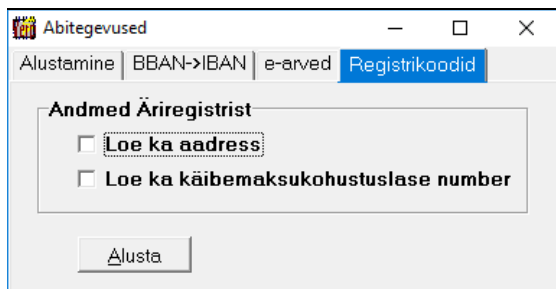 Abitegevused
Alustamine BBAN->IBAN e-arved Registrikoodid
Andmed Äriregistrist
Loe ka aadress
Loe ka käibemaksukohustuslase number
Alusta